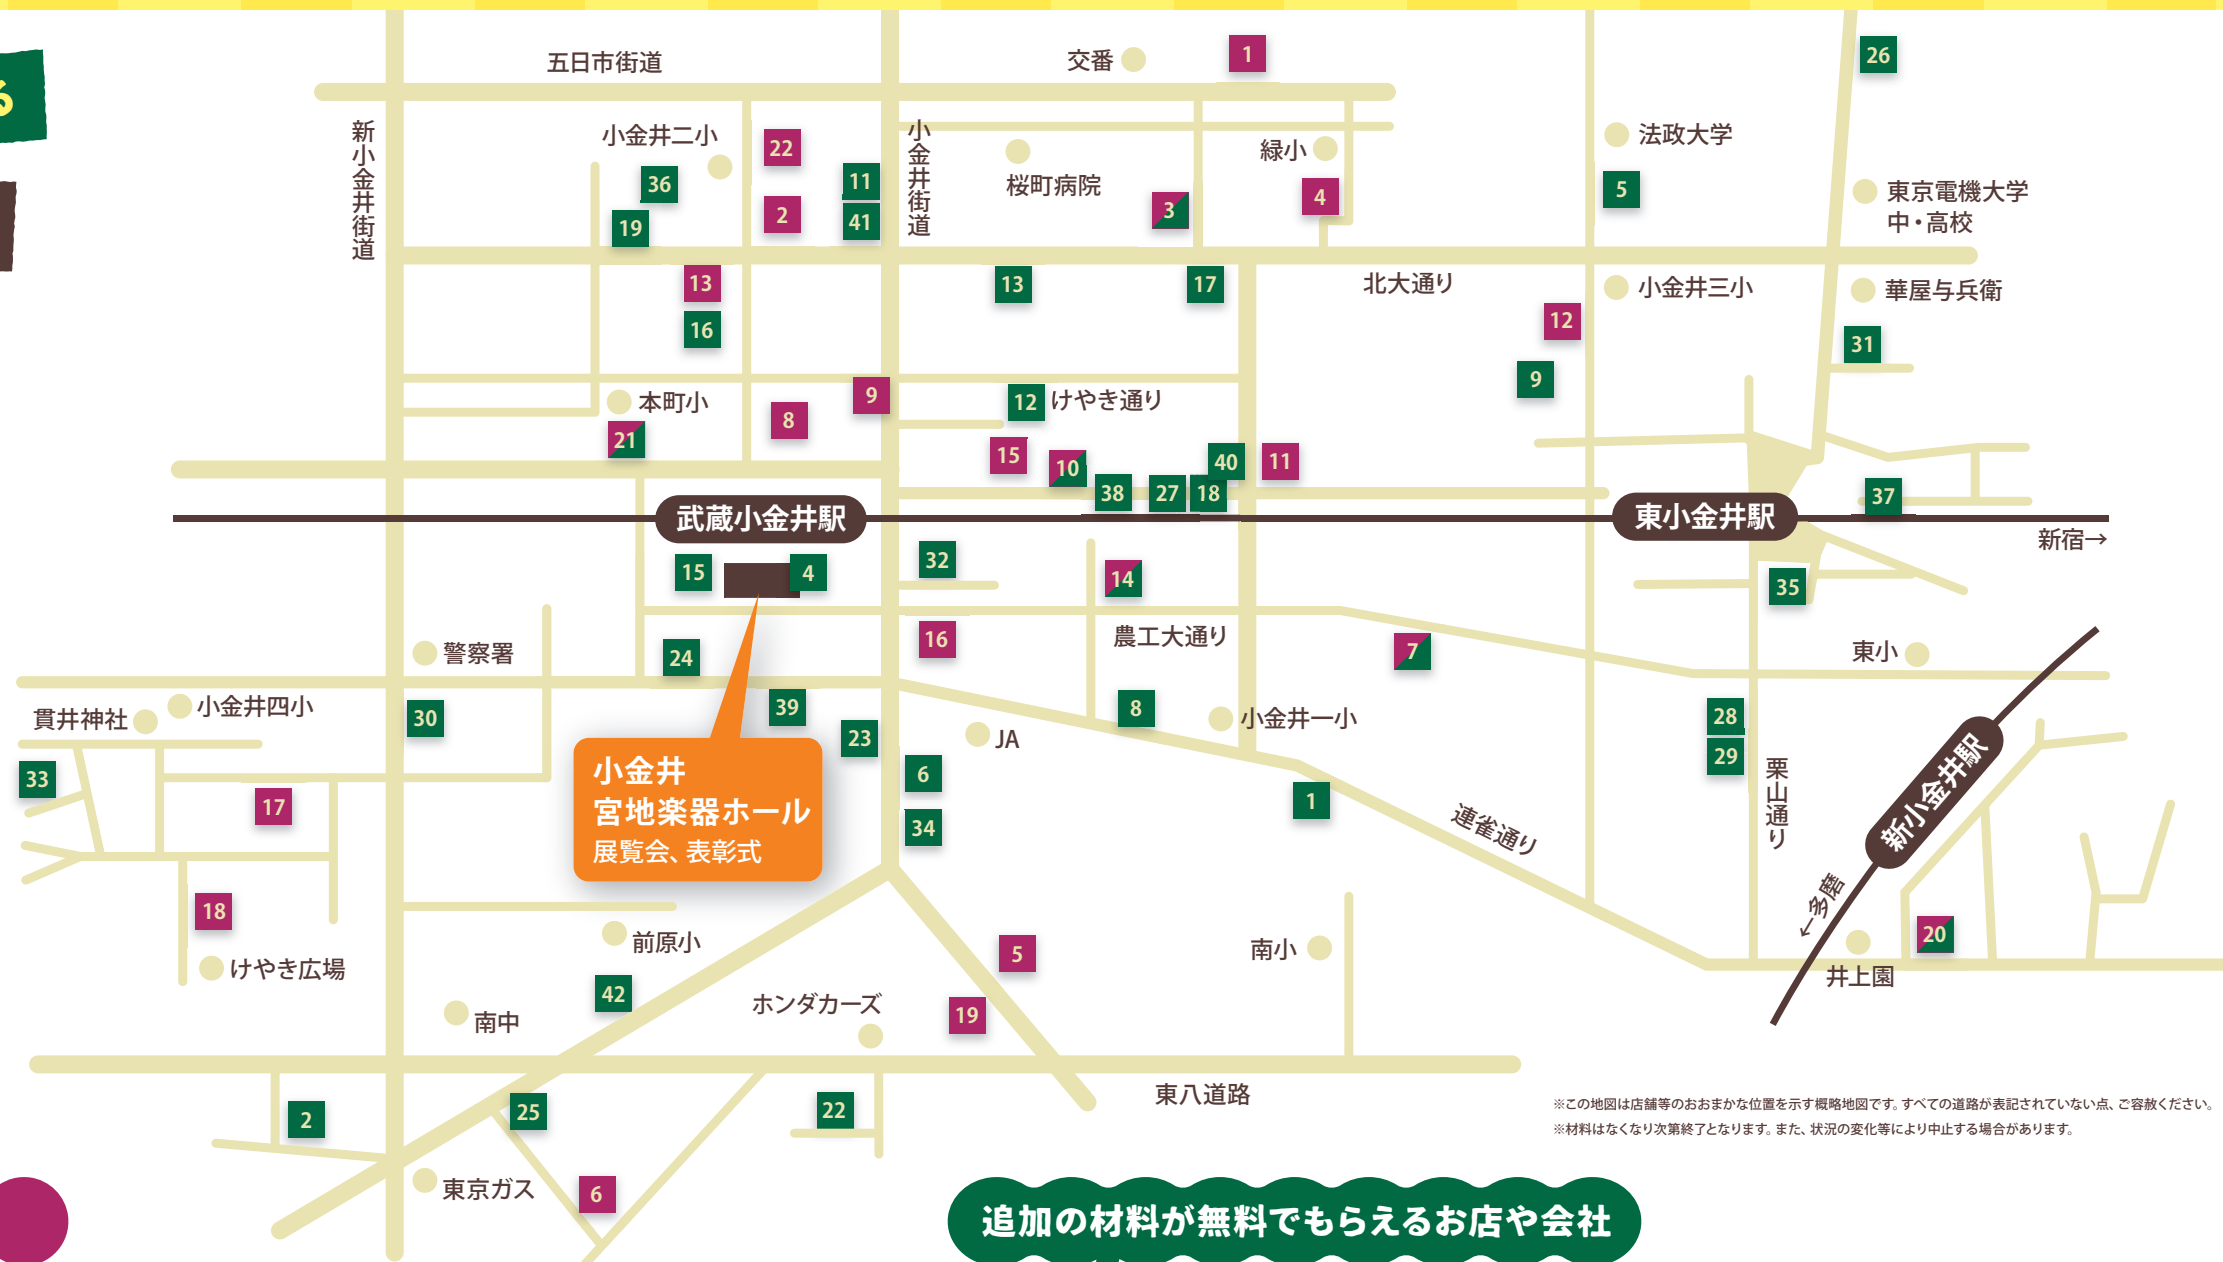 る
五日市街道
交番
1
26
新小金井街道
小金井二小
22
小金井街道
桜町病院
緑小
法政大学
36
11
5
東京電機大学
中・高校
19
2
41
3
4
13
16
13
17
北大通り
小金井三小
華屋与兵衛
12
31
9
本町小
21
8
9
12
けやき通り
15
10
38
27
18
40
11
37
武蔵小金井駅
東小金井駅
新宿→
15
4
32
14
35
警察署
24
16
農工大通り
7
東小
貫井神社
小金井四小
30
39
23
JA
8
小金井一小
28
29
33
17
小金井
宮地楽器ホール
展覧会、表彰式
6
34
1
連雀通り
栗山通り
新小金井駅
←多磨
18
けやき広場
前原小
42
南中
ホンダカーズ
5
19
南小
井上園
20
東八道路
2
25
22
東京ガス
6
※この地図は店舗等のおおまかな位置を示す概略地図です。すべての道路が表記されていない点、ご容赦ください。
※材料はなくなり次第終了となります。また、状況の変化等により中止する場合があります。
追加の材料が無料でもらえるお店や会社